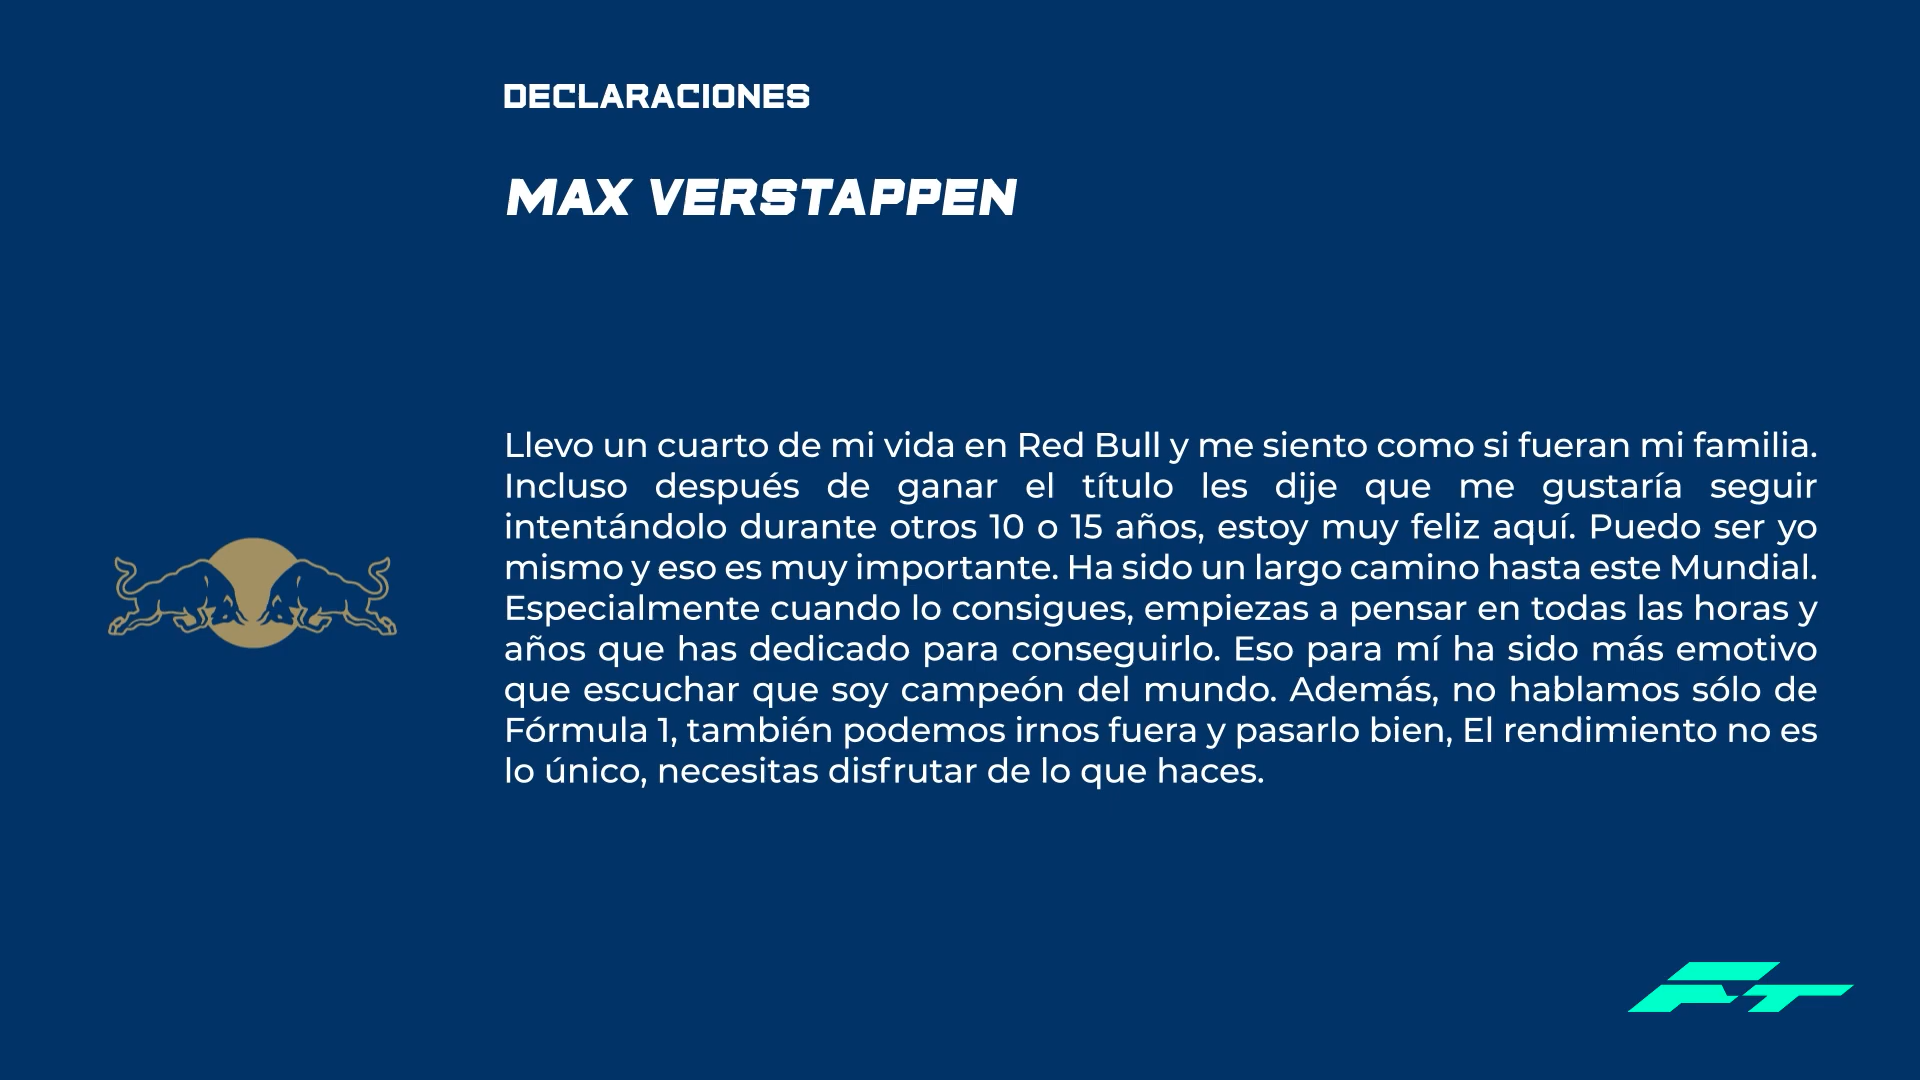 DECLARACIONES
MAX VERSTAPPEN
Llevo un cuarto de mi vida en Red Bull y me siento como si fueran mi familia.
Incluso después de ganar el título les dije que me gustaría seguir
intentándolo durante otros 10 o 15 años, estoy muy feliz aquí. Puedo ser yo
mismo y eso es muy importante. Ha sido un largo camino hasta este Mundial.
Especialmente cuando lo consigues, empiezas a pensar en todas las horas y
años que has dedicado para conseguirlo. Eso para mí ha sido más emotivo
que escuchar que soy campeón del mundo. Además, no hablamos sólo de
Fórmula 1, también podemos irnos fuera y pasarlo bien, El rendimiento no es
lo único, necesitas disfrutar de lo que haces.
FT